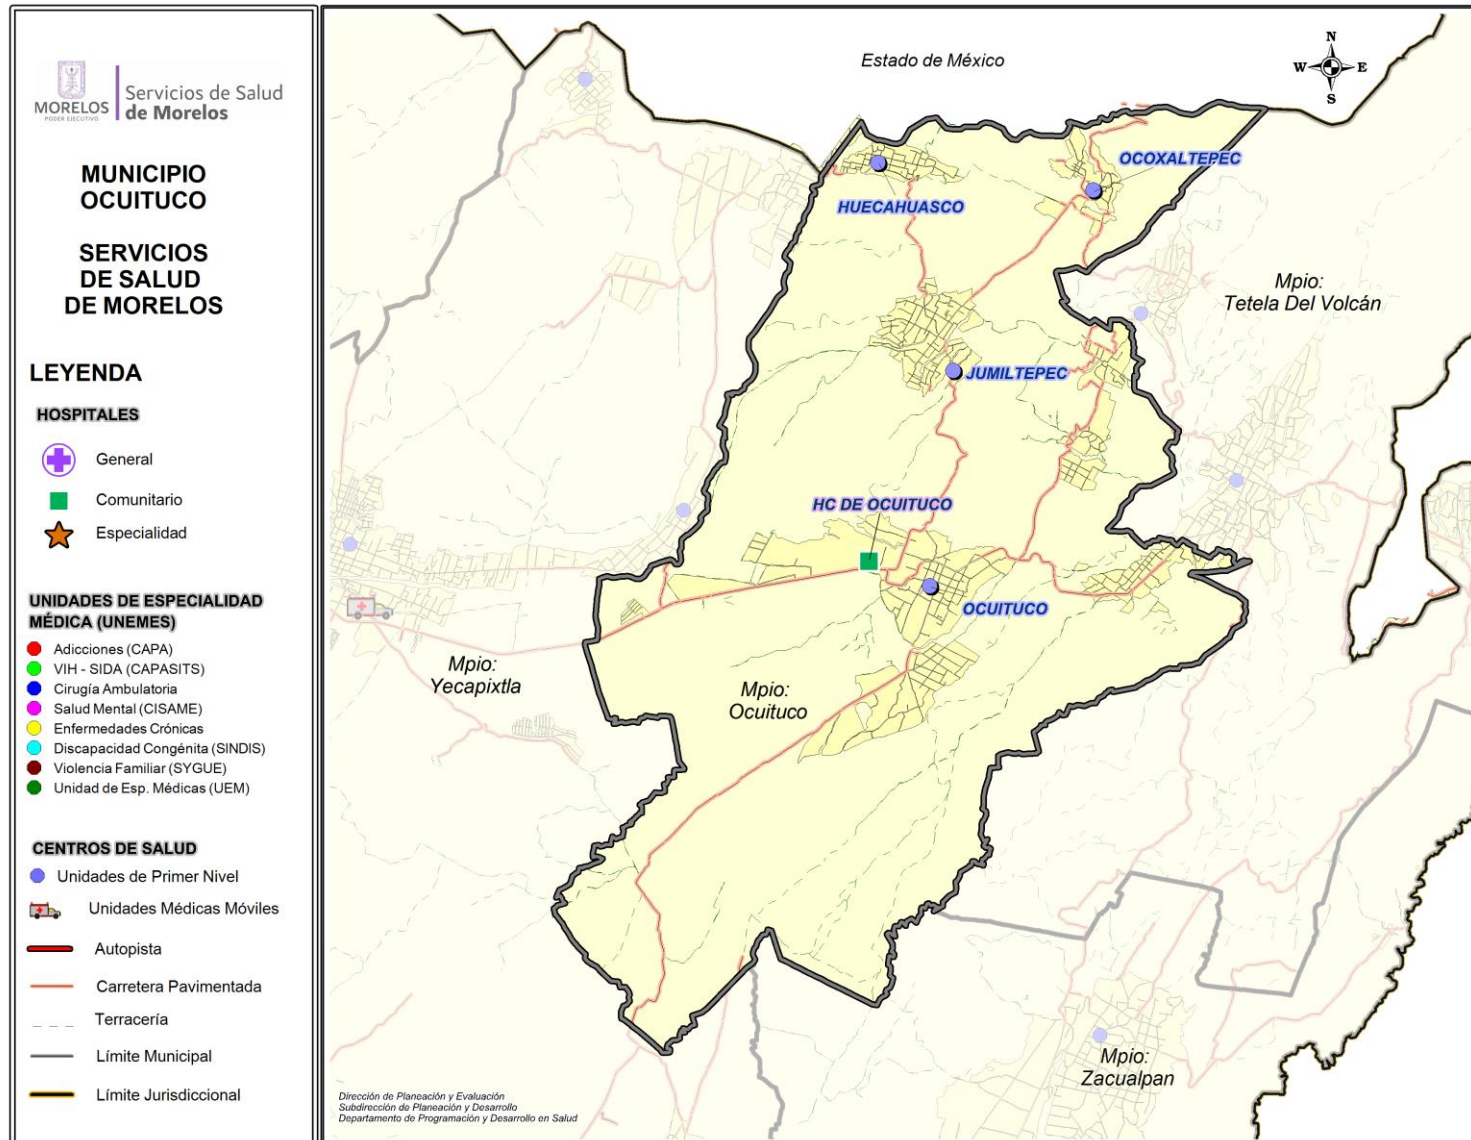 MORELOS
PODER EJECUTIVO
Servicios de Salud
de Morelos
MUNICIPIO
OCUITUCO
SERVICIOS
DE SALUD
DE MORELOS
LEYENDA
HOSPITALES
General
Comunitario
Especialidad
UNIDADES DE ESPECIALIDAD
MÉDICA (UNEMES)
Adicciones (CAPA)
VIH - SIDA (CAPASITS)
Cirugía Ambulatoria
Salud Mental (CISAME)
Enfermedades Crónicas
Discapacidad Congénita (SINDIS)
Violencia Familiar (SYGUE)
Unidad de Esp. Médicas (UEM)
CENTROS DE SALUD
Unidades de Primer Nivel
Unidades Médicas Móviles
Autopista
Carretera Pavimentada
Terracería
Límite Municipal
Límite Jurisdiccional
Estado de México
N
W E
S
OCOXALTEPEC
HUECAHUASCO
Mpio:
Tetela Del Volcán
JUMILTEPEC
HC DE OCUITUCO
OCUITUCO
Mpio:
Yecapixtla
Mpio:
Ocuituco
Mpio:
Zacualpan
Dirección de Planeación y Evaluación
Subdirección de Planeación y Desarrollo
Departamento de Programación y Desarrollo en Salud